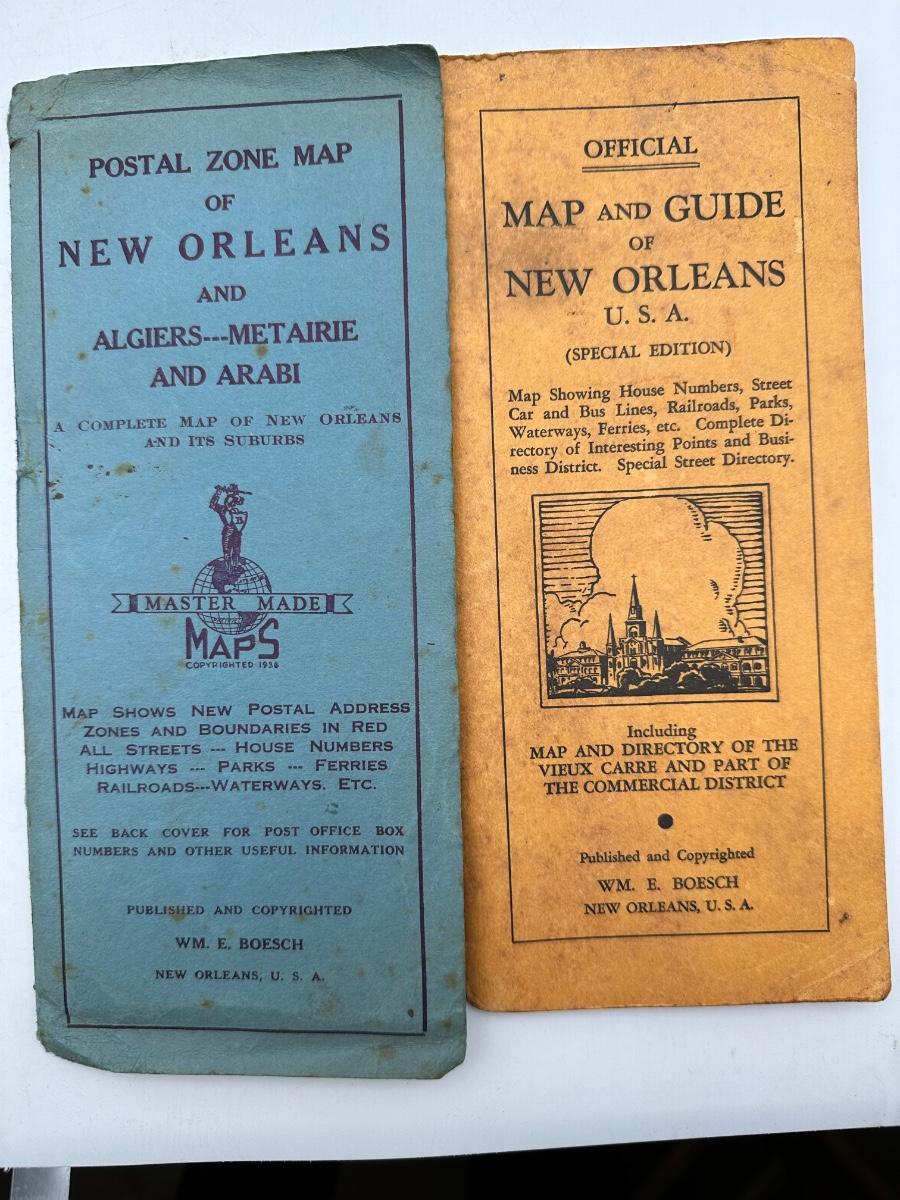 POSTAL ZONE MAP
OF
NEW ORLEANS
AND
ALGIERS---METAIRIE
AND ARABI
A COMPLETE MAP OF NEW ORLEANS
AND ITS SUBURBS
MASTER MADE
MAPS
COPYRIGHTED 1938
MAP SHOWS NEW POSTAL ADDRESS
ZONES AND BOUNDARIES IN RED
ALL STREETS --- HOUSE NUMBERS
HIGHWAYS --- PARKS --- FERRIES
RAILROADS---WATERWAYS. ETC.
SEE BACK COVER FOR POST OFFICE BOX
NUMBERS AND OTHER USEFUL INFORMATION
PUBLISHED AND COPYRIGHTED
WM. E. BOESCH
NEW ORLEANS, U. S. A.
OFFICIAL
MAP AND GUIDE
OF
NEW ORLEANS
U. S. A.
(SPECIAL EDITION)
Map Showing House Numbers, Street
Car and Bus Lines, Railroads, Parks,
Waterways, Ferries, etc. Complete Di-
rectory of Interesting Points and Busi-
ness District. Special Street Directory.
Including
MAP AND DIRECTORY OF THE
VIEUX CARRE AND PART OF
THE COMMERCIAL DISTRICT
Published and Copyrighted
WM. E. BOESCH
NEW ORLEANS, U. S. A.